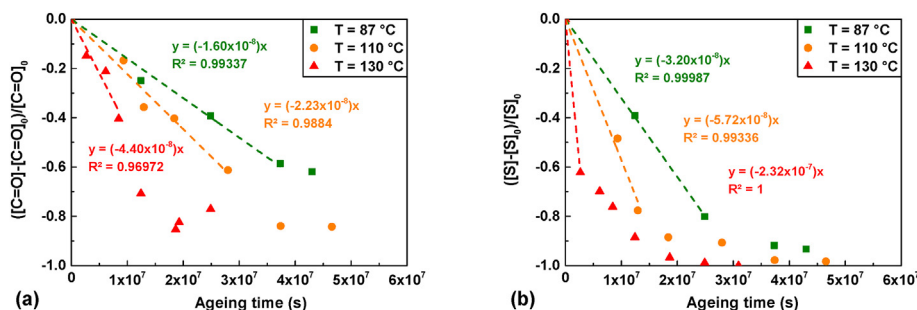 T = 87 °C
T = 110 °C
T = 130 °C
y = (-1.60x10⁻⁸)x
R² = 0.99337
y = (-2.23x10⁻⁸)x
R² = 0.9884
y = (-4.40x10⁻⁸)x
R² = 0.96972
([C=O]-[C=O]₀)/[C=O]₀
0.0
-0.2
-0.4
-0.6
-0.8
-1.0
0 1x10⁷ 2x10⁷ 3x10⁷ 4x10⁷ 5x10⁷ 6x10⁷
Ageing time (s)
(a)
T = 87 °C
T = 110 °C
T = 130 °C
y = (-3.20x10⁻⁸)x
R² = 0.99987
y = (-5.72x10⁻⁸)x
R² = 0.99336
y = (-2.32x10⁻⁷)x
R² = 1
([S]-[S]₀)/[S]₀
0.0
-0.2
-0.4
-0.6
-0.8
-1.0
0 1x10⁷ 2x10⁷ 3x10⁷ 4x10⁷ 5x10⁷ 6x10⁷
Ageing time (s)
(b)